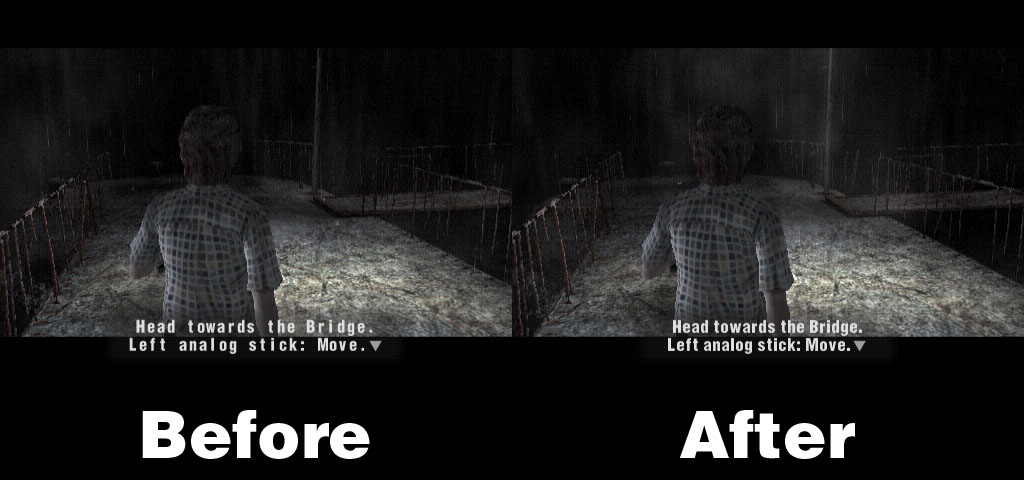 Head towards the Bridge.
Left analog stick: Move.▼
Head towards the Bridge.
Left analog stick: Move.▼
Before
After